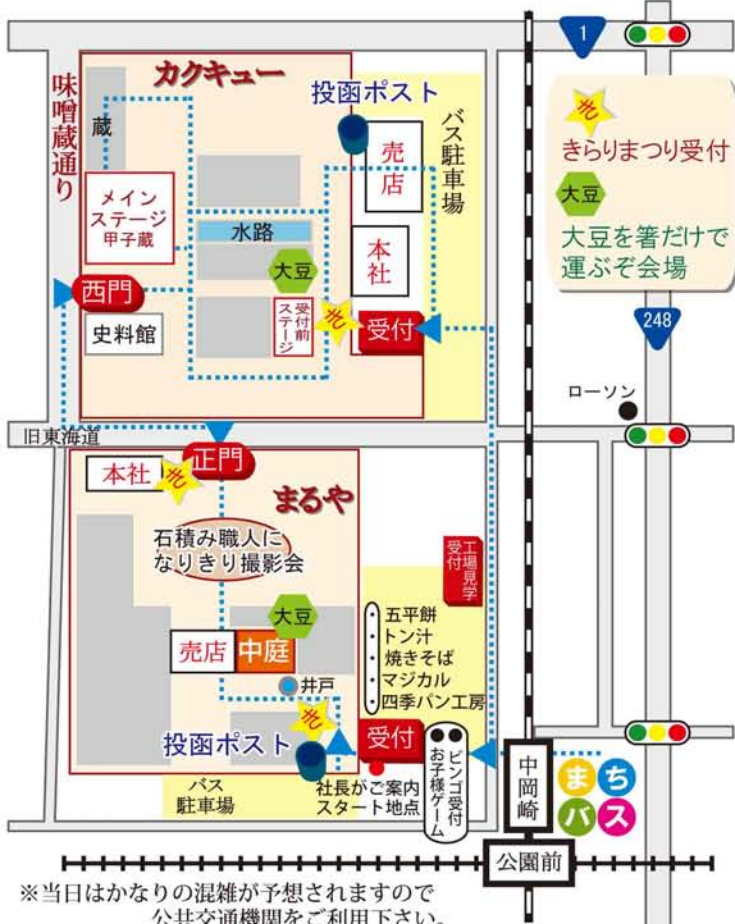 1
カクキュー
味噌蔵通り
蔵
投函ポスト
バス駐車場
売店
メイン
ステージ
甲子蔵
水路
大豆
本社
西門
史料館
受付前
ステージ
き
受付
き
きらりまつり受付
大豆
大豆を箸だけで
運ぶぞ会場
248
ローソン
旧東海道
正門
本社
き
まるや
石積み職人に
なりきり撮影会
工場見学
受付
大豆
売店
中庭
井戸
五平餅
トン汁
焼きそば
マジカル
四季パン工房
き
投函ポスト
受付
バス
駐車場
社長がご案内
スタート地点
ビンゴ受付
お子様ゲーム
中岡崎
まち
バス
公園前
※当日はかなりの混雑が予想されますので
公共交通機関をご利用下さい。